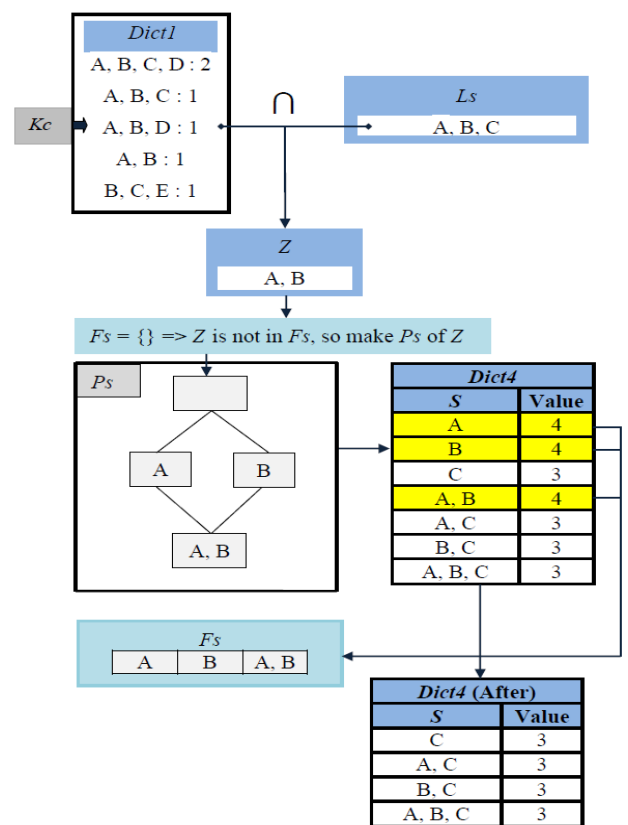 Dict1
A, B, C, D : 2
A, B, C : 1
A, B, D : 1
A, B : 1
B, C, E : 1
Kc
∩
Ls
A, B, C
Z
A, B
Fs = {} => Z is not in Fs, so make Ps of Z
Ps
A B
A, B
Dict4
S Value
A 4
B 4
C 3
A, B 4
A, C 3
B, C 3
A, B, C 3
Fs
A B A, B
Dict4 (After)
S Value
C 3
A, C 3
B, C 3
A, B, C 3